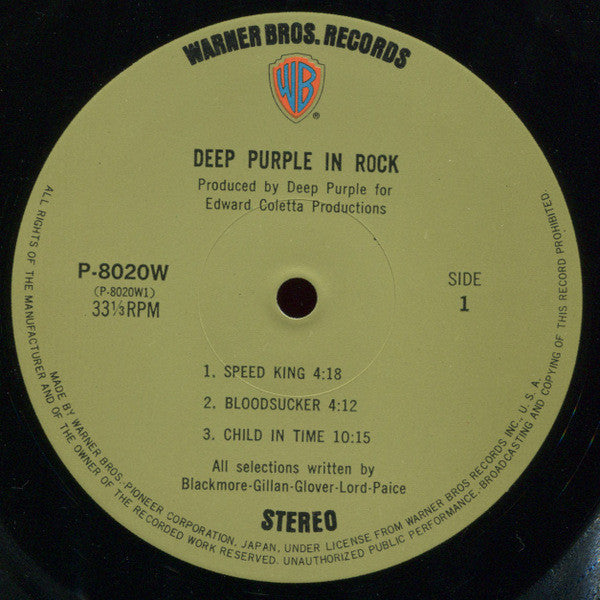 WARNER BROS. RECORDS
WB
®
DEEP PURPLE IN ROCK
Produced by Deep Purple for
Edward Coletta Productions
P-8020W
(P-8020W1)
33⅓RPM
SIDE
1
1. SPEED KING 4:18
2. BLOODSUCKER 4:12
3. CHILD IN TIME 10:15
All selections written by
Blackmore-Gillan-Glover-Lord-Paice
STEREO
MADE BY WARNER BROS.-PIONEER CORPORATION, JAPAN, UNDER LICENSE FROM WARNER BROS RECORDS INC., U.S.A.
ALL RIGHTS OF THE MANUFACTURER AND OF THE OWNER OF THE RECORDED WORK RESERVED. UNAUTHORIZED PUBLIC PERFORMANCE, BROADCASTING AND COPYING OF THIS RECORD PROHIBITED.